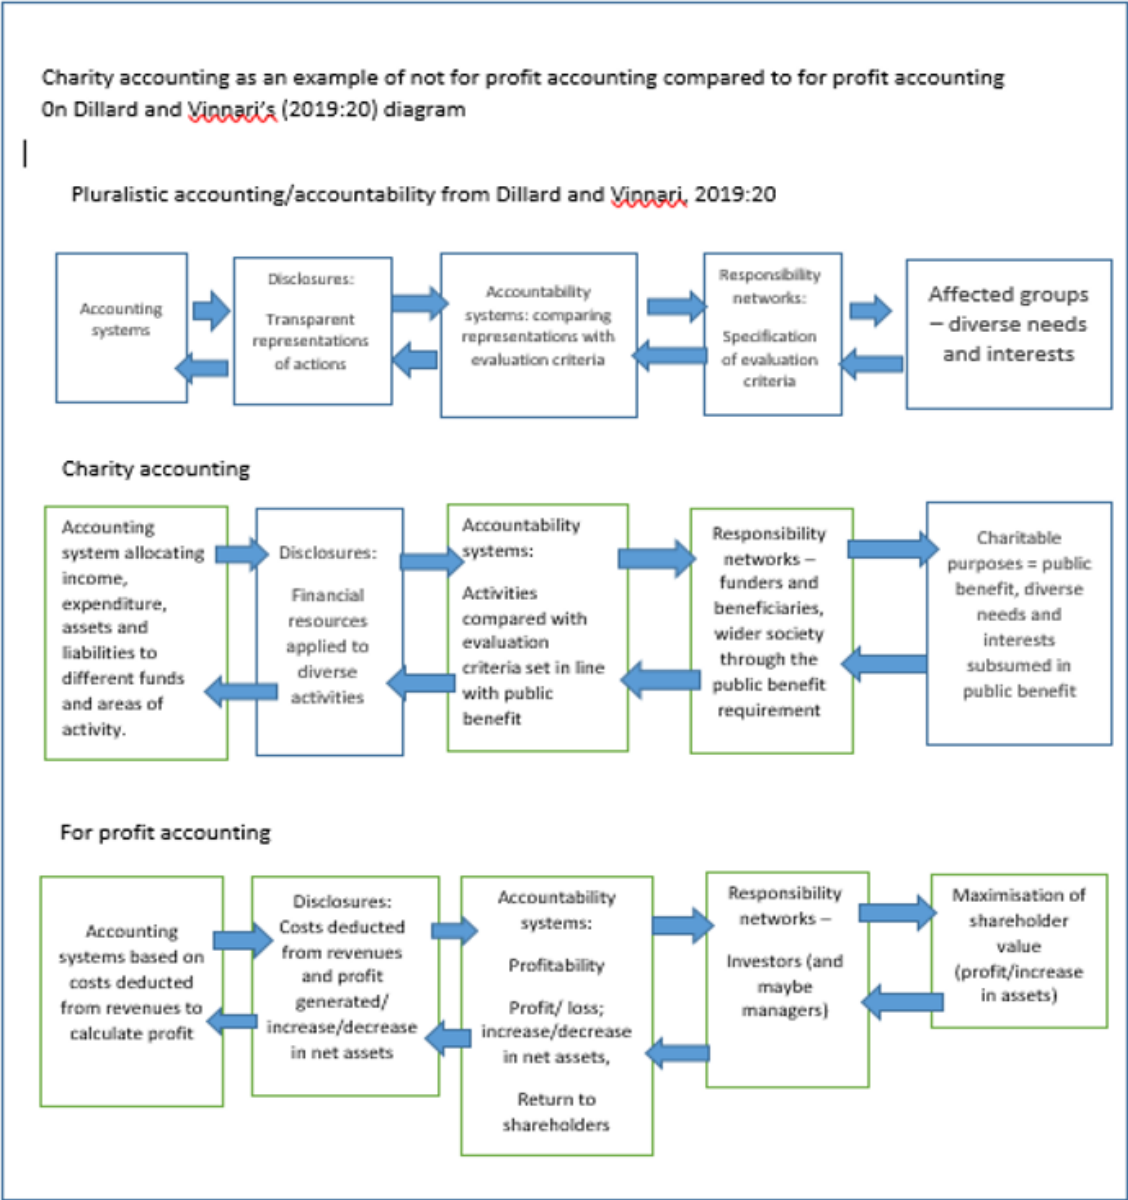 Charity accounting as an example of not for profit accounting compared to for profit accounting
On Dillard and Vinnari's (2019:20) diagram
Pluralistic accounting/accountability from Dillard and Vinnari, 2019:20
Accounting
systems
Disclosures:
Transparent
representations
of actions
Accountability
systems: comparing
representations with
evaluation criteria
Responsibility
networks:
Specification
of evaluation
criteria
Affected groups
– diverse needs
and interests
Charity accounting
Accounting
system allocating
income,
expenditure,
assets and
liabilities to
different funds
and areas of
activity.
Disclosures:
Financial
resources
applied to
diverse
activities
Accountability
systems:
Activities
compared with
evaluation
criteria set in line
with public
benefit
Responsibility
networks –
funders and
beneficiaries,
wider society
through the
public benefit
requirement
Charitable
purposes = public
benefit, diverse
needs and
interests
subsumed in
public benefit
For profit accounting
Accounting
systems based on
costs deducted
from revenues to
calculate profit
Disclosures:
Costs deducted
from revenues
and profit
generated/
increase/decrease
in net assets
Accountability
systems:
Profitability
Profit/ loss;
increase/decrease
in net assets,
Return to
shareholders
Responsibility
networks –
Investors (and
maybe
managers)
Maximisation of
shareholder
value
(profit/increase
in assets)